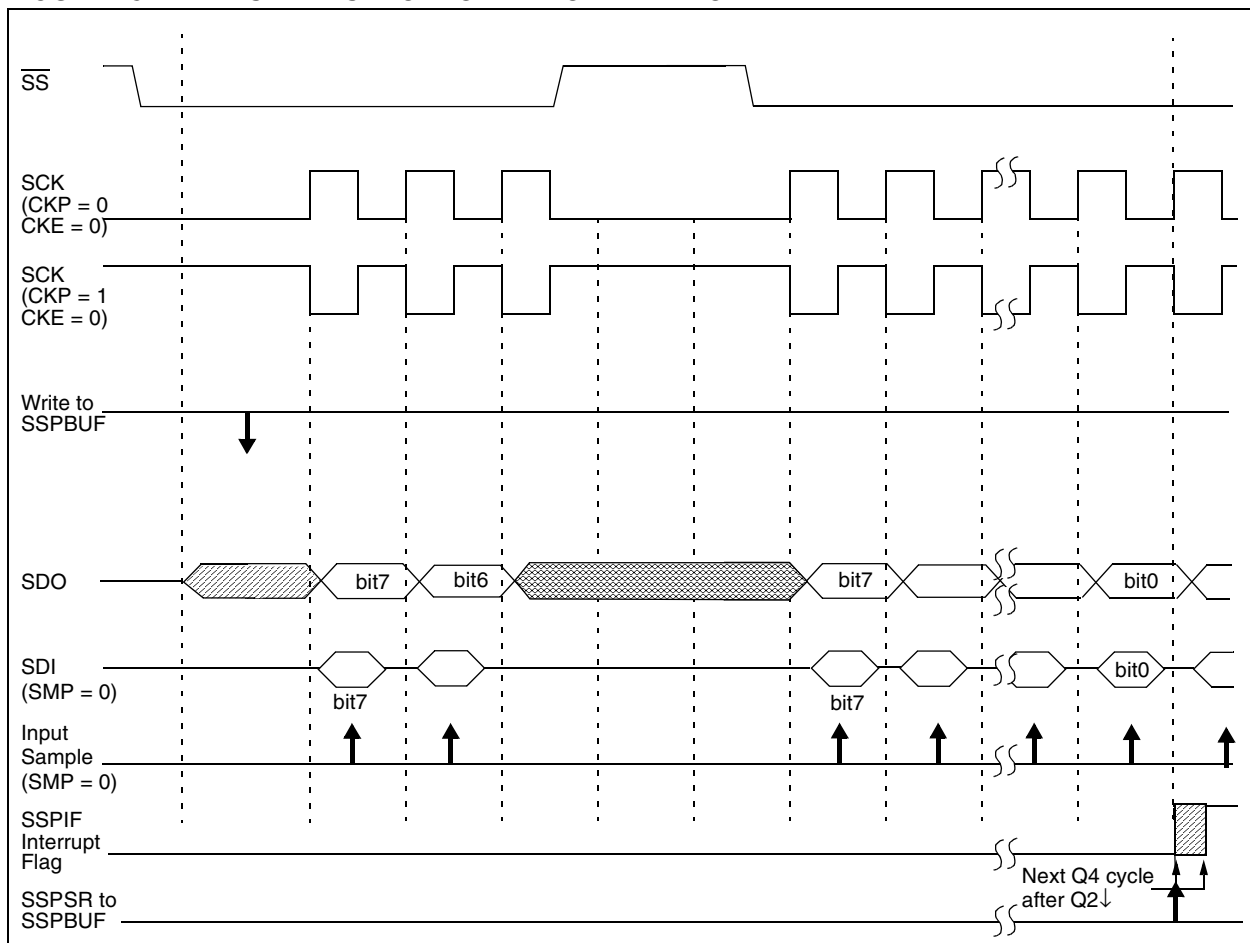 SS
SCK
(CKP = 0
CKE = 0)
SCK
(CKP = 1
CKE = 0)
Write to
SSPBUF
SDO
bit7
bit6
bit7
bit0
SDI
(SMP = 0)
bit7
bit7
bit0
Input
Sample
(SMP = 0)
SSPIF
Interrupt
Flag
Next Q4 cycle
after Q2↓
SSPSR to
SSPBUF